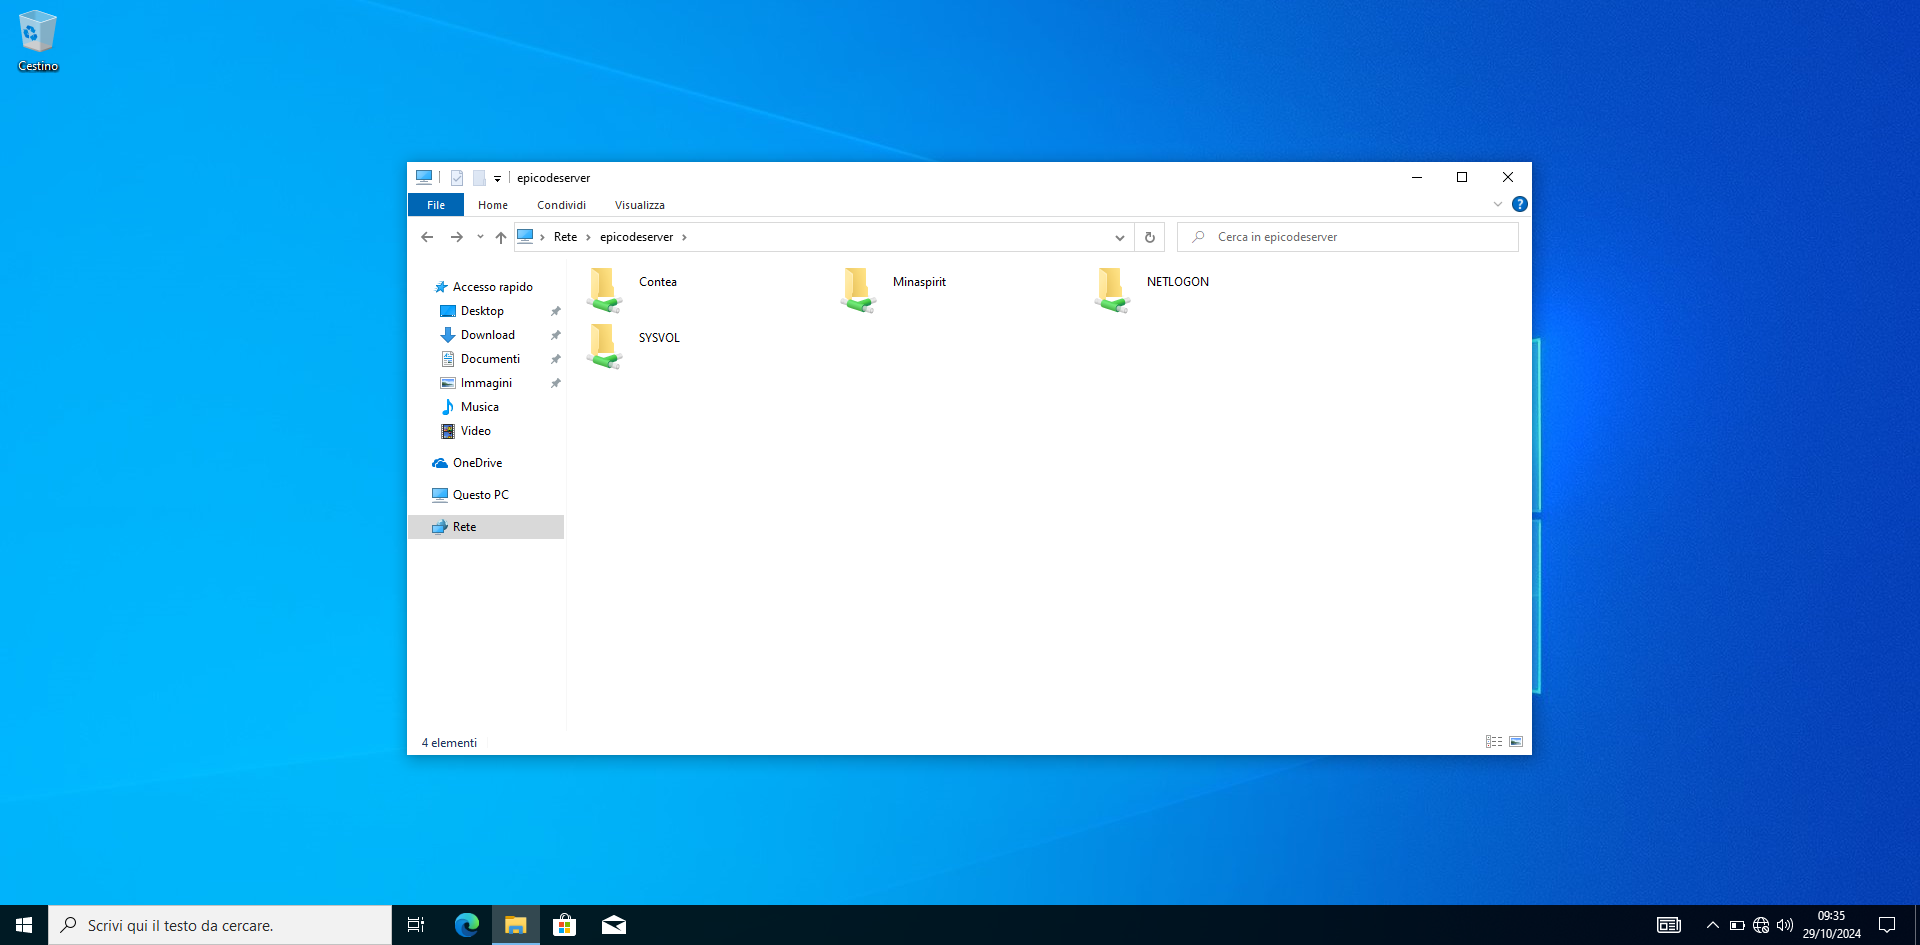 Cestino
epicodeserver
File Home Condividi Visualizza
Rete epicodeserver Cerca in epicodeserver
Accesso rapido
Desktop
Download
Documenti
Immagini
Musica
Video
OneDrive
Questo PC
Rete
Contea Minaspirit NETLOGON
SYSVOL
4 elementi
Scrivi qui il testo da cercare.
09:35
29/10/2024